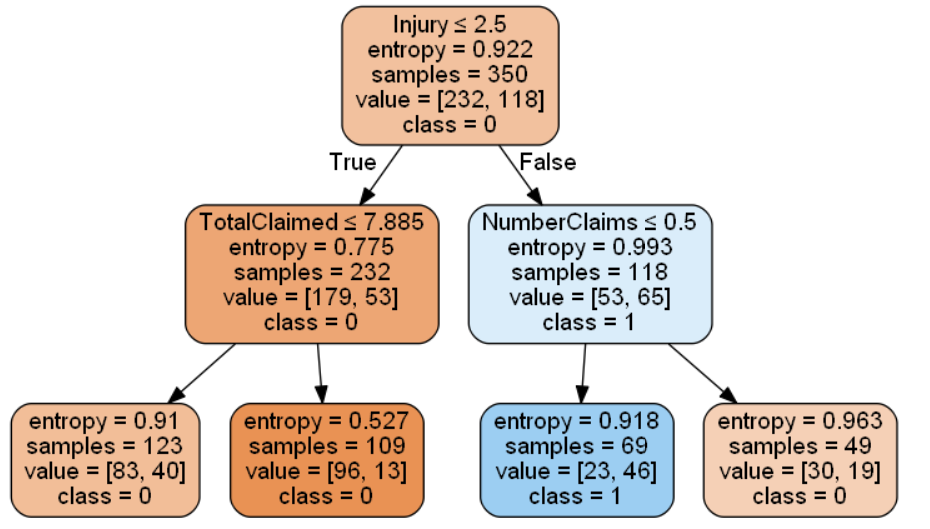 Injury ≤ 2.5
entropy = 0.922
samples = 350
value = [232, 118]
class = 0
True
False
TotalClaimed ≤ 7.885
entropy = 0.775
samples = 232
value = [179, 53]
class = 0
NumberClaims ≤ 0.5
entropy = 0.993
samples = 118
value = [53, 65]
class = 1
entropy = 0.91
samples = 123
value = [83, 40]
class = 0
entropy = 0.527
samples = 109
value = [96, 13]
class = 0
entropy = 0.918
samples = 69
value = [23, 46]
class = 1
entropy = 0.963
samples = 49
value = [30, 19]
class = 0